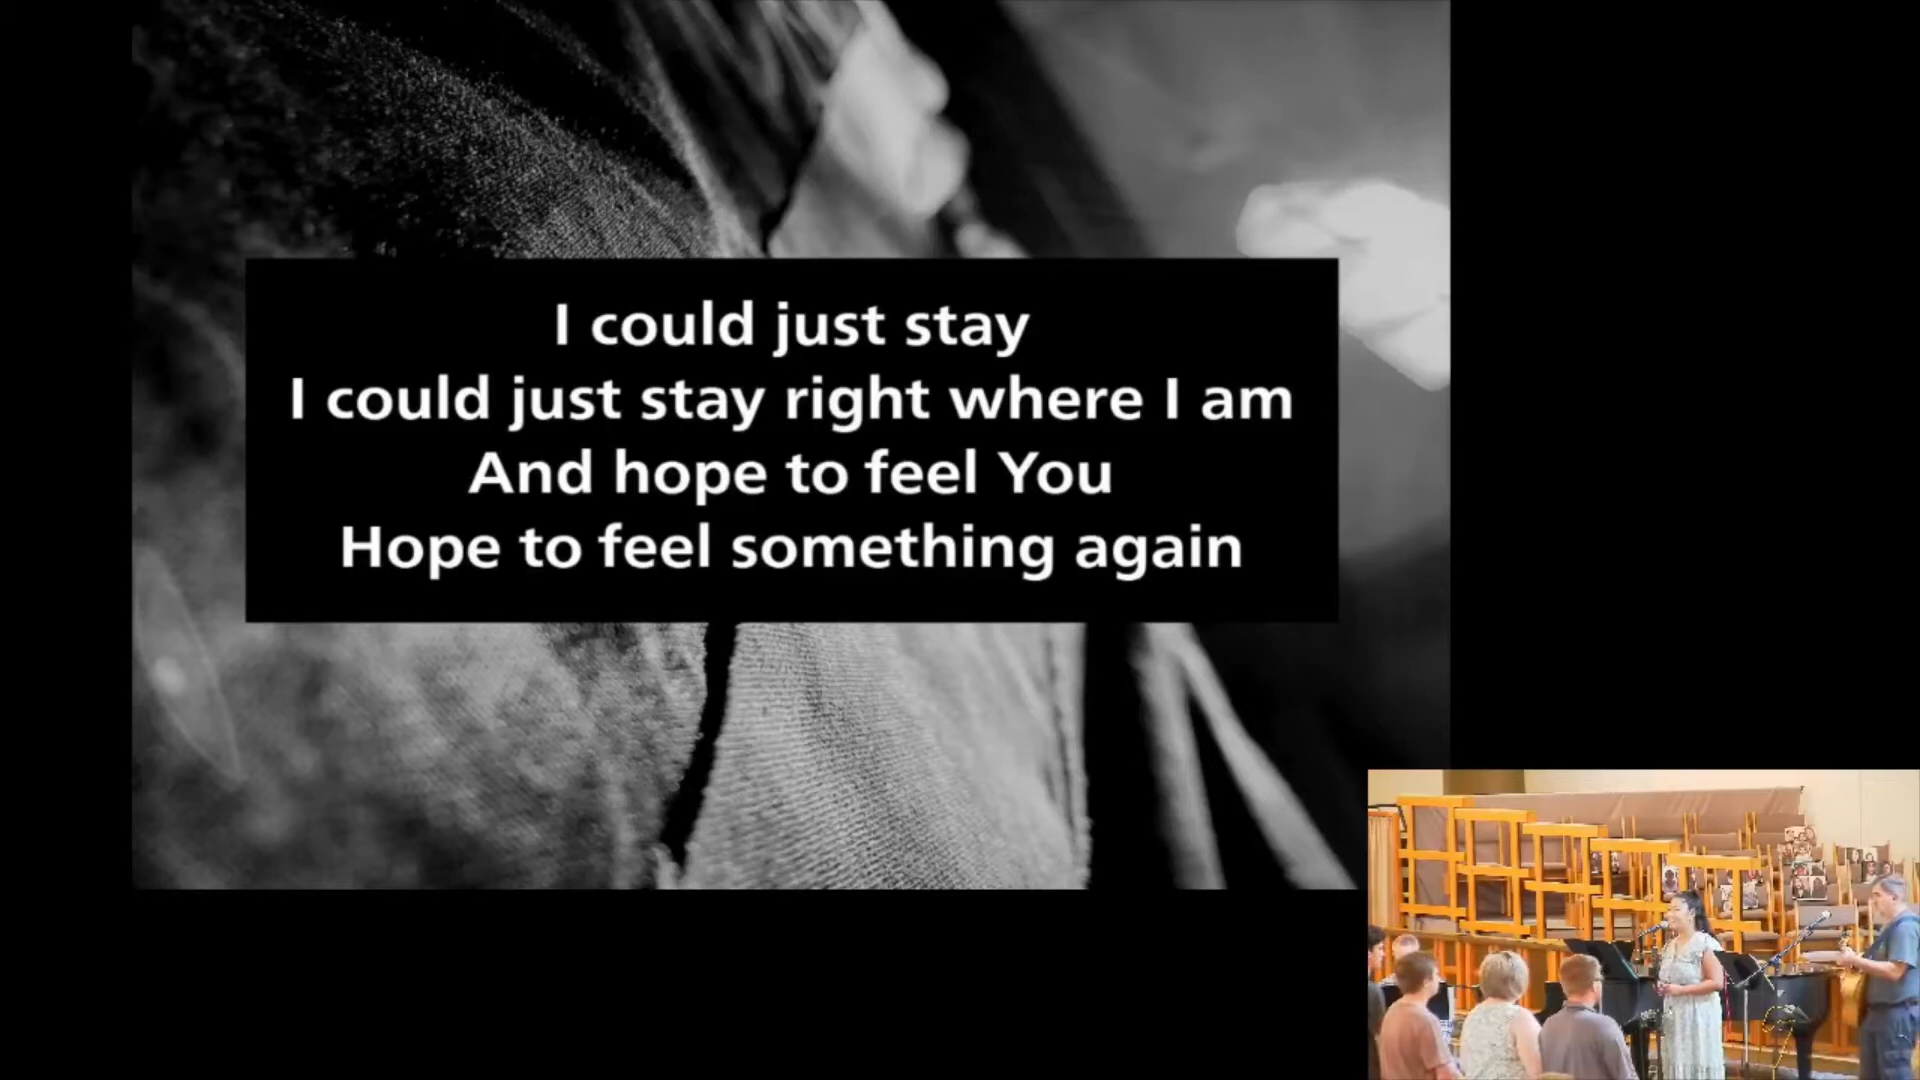 I could just stay
I could just stay right where I am
And hope to feel You
Hope to feel something again